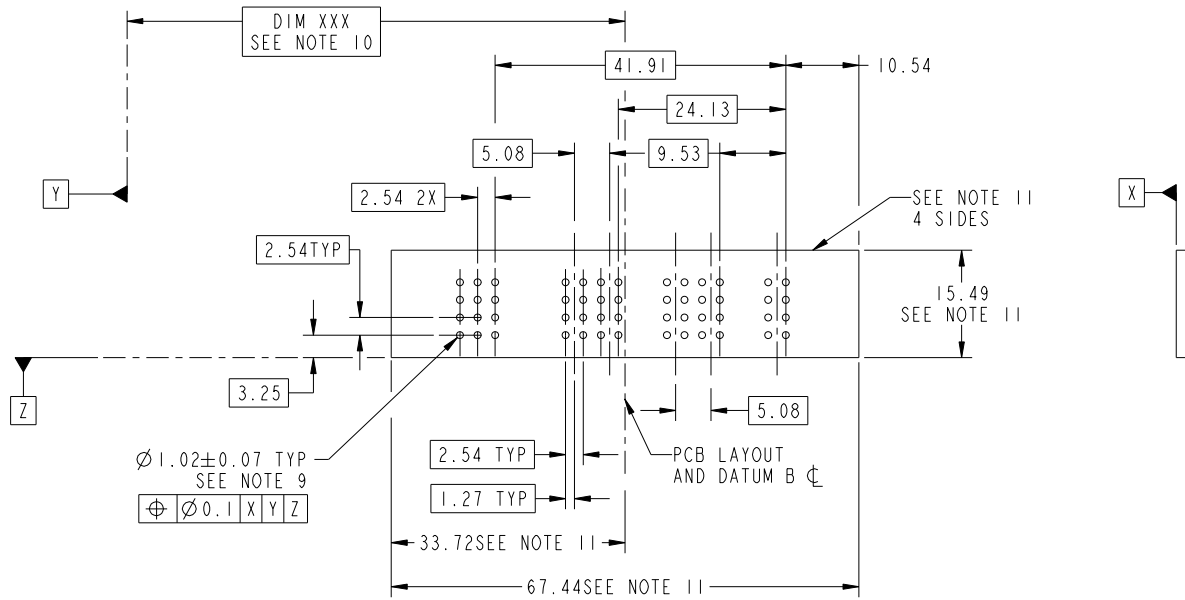 DIM XXX
SEE NOTE 10
41.91
10.54
24.13
5.08
9.53
Y
2.54 2X
X
SEE NOTE 11
4 SIDES
2.54TYP
15.49
SEE NOTE 11
3.25
Z
5.08
Ø1.02±0.07 TYP
SEE NOTE 9
⌖ Ø0.1 X Y Z
2.54 TYP
PCB LAYOUT
AND DATUM B ℄
1.27 TYP
33.72SEE NOTE 11
67.44SEE NOTE 11